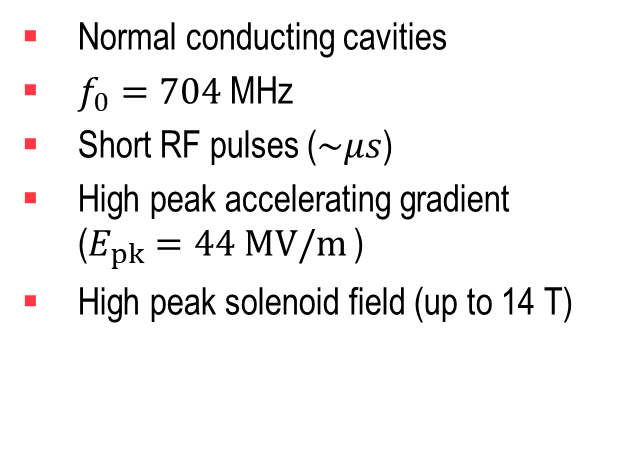 ▪ Normal conducting cavities
▪ f₀ = 704 MHz
▪ Short RF pulses (~μs)
▪ High peak accelerating gradient
(E_pk = 44 MV/m)
▪ High peak solenoid field (up to 14 T)